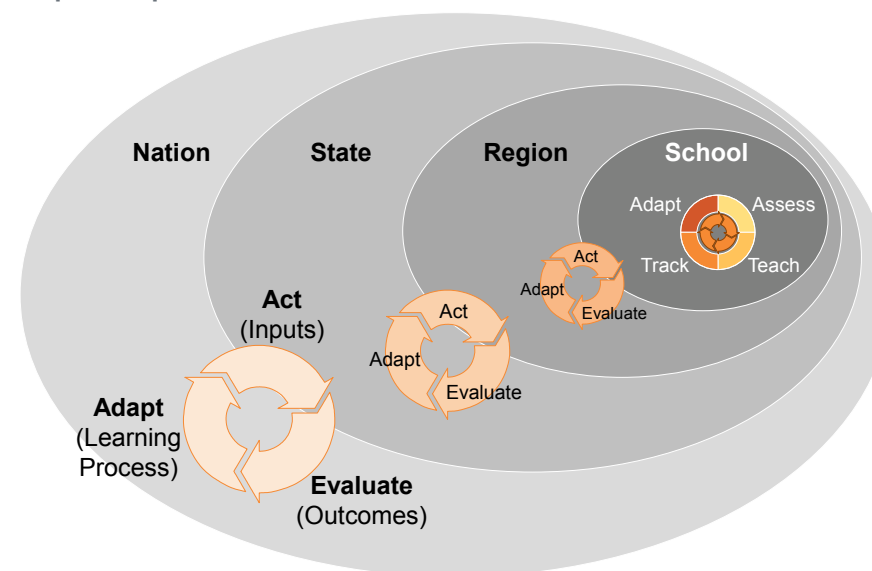 Nation
State
Region
School
Adapt
Assess
Track
Teach
Act
Adapt
Evaluate
Act
Adapt
Evaluate
Act
(Inputs)
Adapt
(Learning
Process)
Evaluate
(Outcomes)